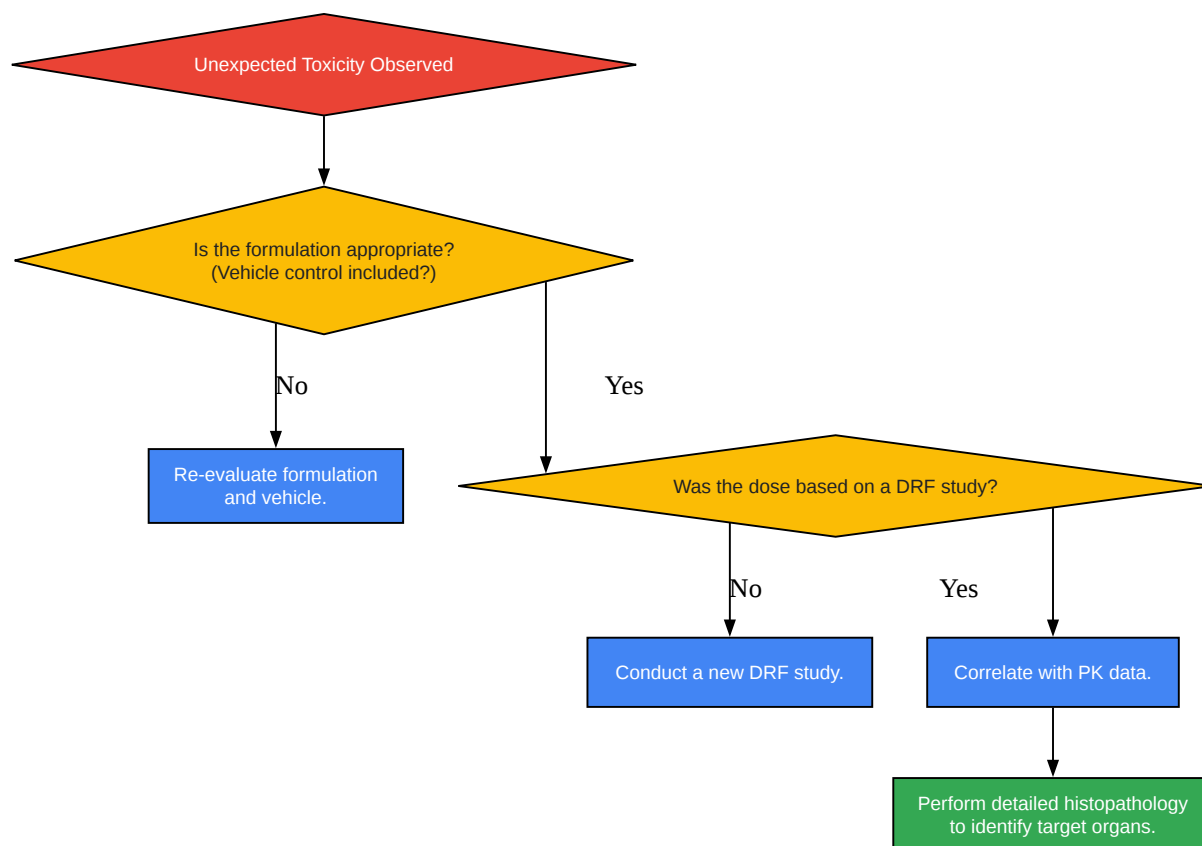 Unexpected Toxicity Observed
Is the formulation appropriate?
(Vehicle control included?)
No
Yes
Re-evaluate formulation
and vehicle.
Was the dose based on a DRF study?
No
Yes
Conduct a new DRF study.
Correlate with PK data.
Perform detailed histopathology
to identify target organs.